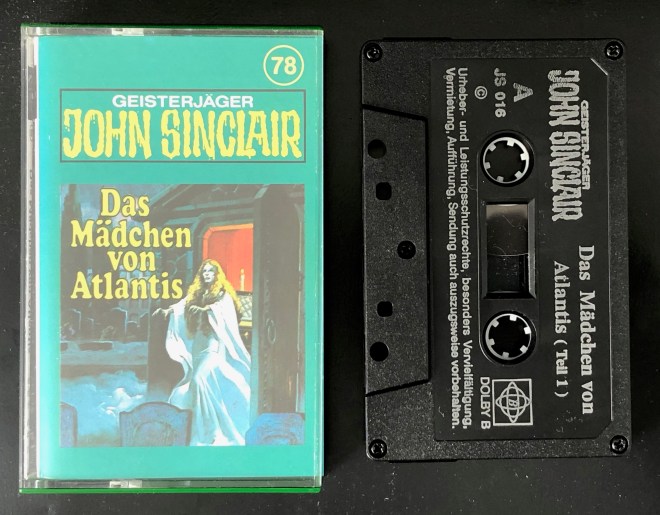 78
GEISTERJÄGER
JOHN SINCLAIR
Das
Mädchen
von
Atlantis
GEISTERJÄGER
JOHN SINCLAIR
Das Mädchen von
Atlantis ( Teil 1 )
A
JS 016
©
Urheber- und Leistungsschutzrechte, besonders Vervielfältigung,
Vermietung, Aufführung, Sendung auch auszugsweise vorbehalten.
DOLBY B